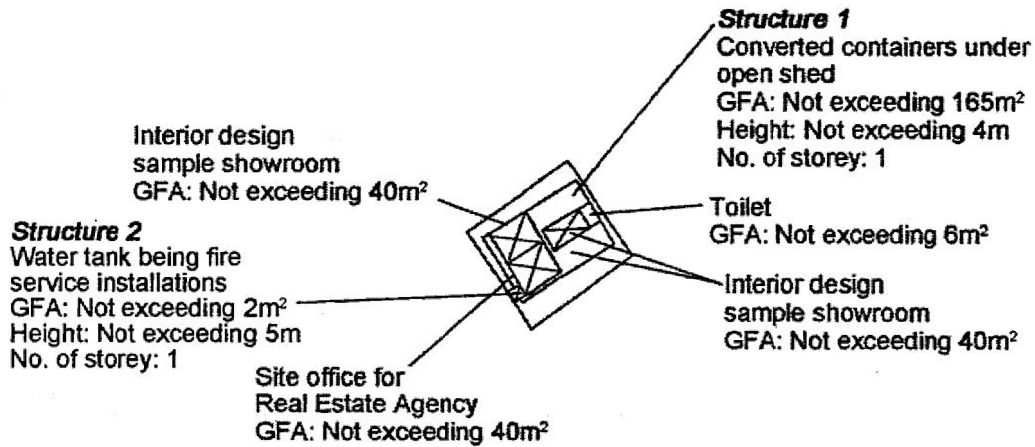 Structure 1
Converted containers under
open shed
GFA: Not exceeding 165m²
Height: Not exceeding 4m
No. of storey: 1
Interior design
sample showroom
GFA: Not exceeding 40m²
Toilet
GFA: Not exceeding 6m²
Structure 2
Water tank being fire
service installations
GFA: Not exceeding 2m²
Height: Not exceeding 5m
No. of storey: 1
Interior design
sample showroom
GFA: Not exceeding 40m²
Site office for
Real Estate Agency
GFA: Not exceeding 40m²